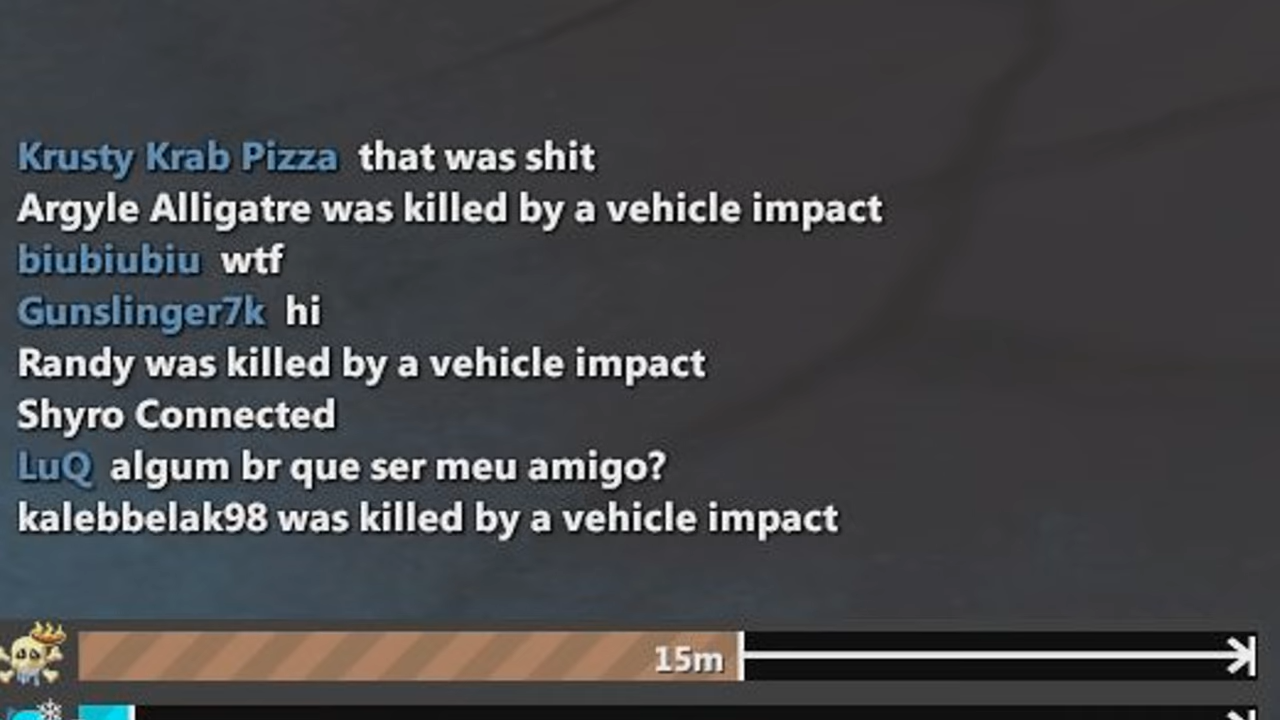 Krusty Krab Pizza that was shit
Argyle Alligatre was killed by a vehicle impact
biubiubiu wtf
Gunslinger7k hi
Randy was killed by a vehicle impact
Shyro Connected
LuQ algum br que ser meu amigo?
kalebbelak98 was killed by a vehicle impact
15m